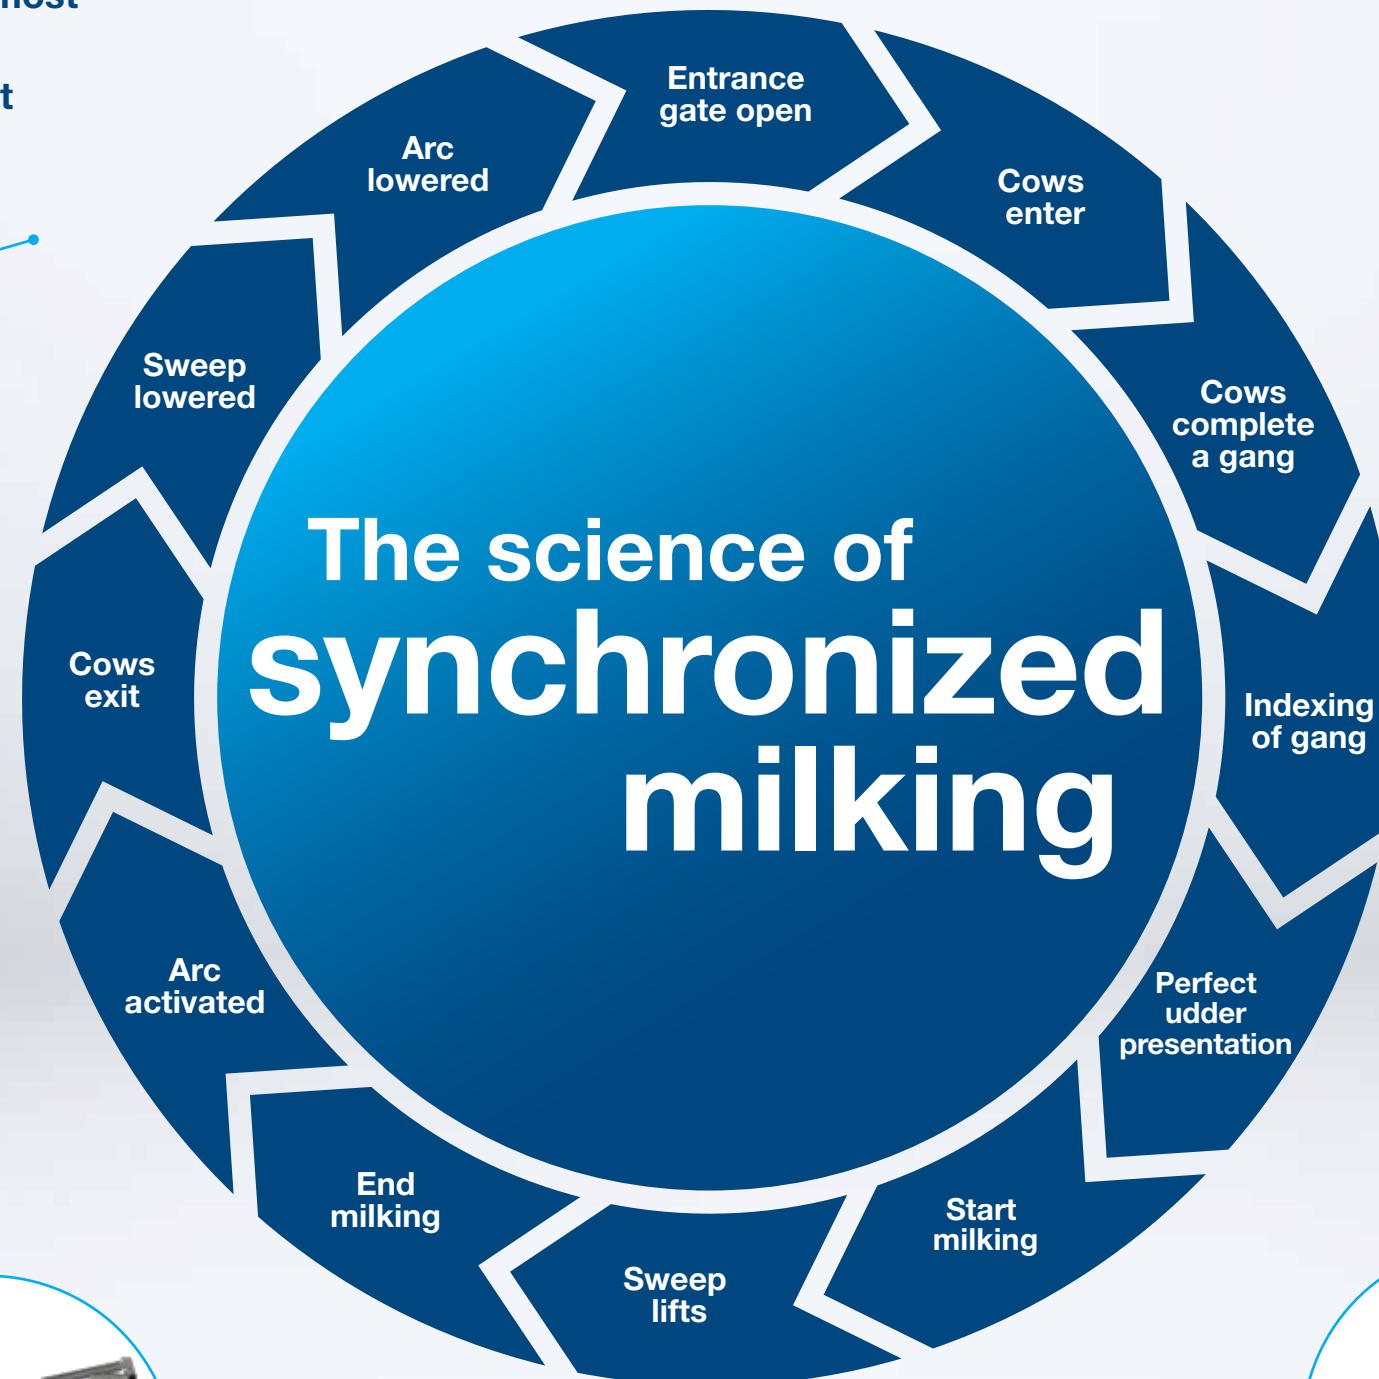 t
Entrance
gate open
Cows
enter
Cows
complete
a gang
Indexing
of gang
Perfect
udder
presentation
Start
milking
Sweep
lifts
End
milking
Arc
activated
Cows
exit
Sweep
lowered
Arc
lowered
The science of
synchronized
milking